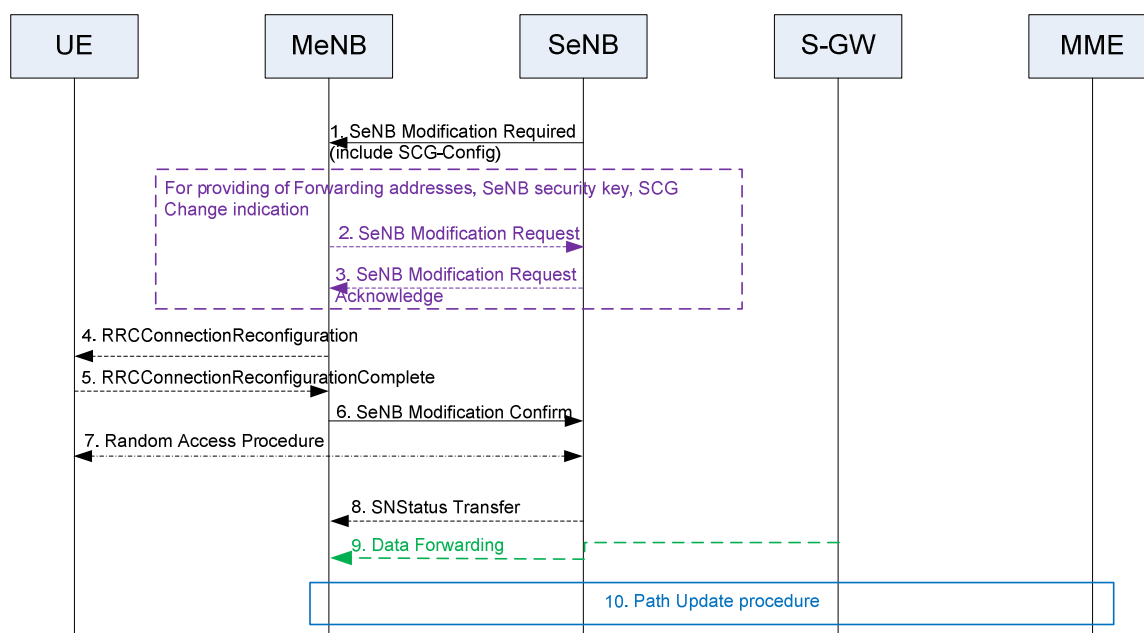 UE
MeNB
SeNB
S-GW
MME
1. SeNB Modification Required
(include SCG-Config)
For providing of Forwarding addresses, SeNB security key, SCG
Change indication
2. SeNB Modification Request
3. SeNB Modification Request
Acknowledge
4. RRCConnectionReconfiguration
5. RRCConnectionReconfigurationComplete
6. SeNB Modification Confirm
7. Random Access Procedure
8. SNStatus Transfer
9. Data Forwarding
10. Path Update procedure